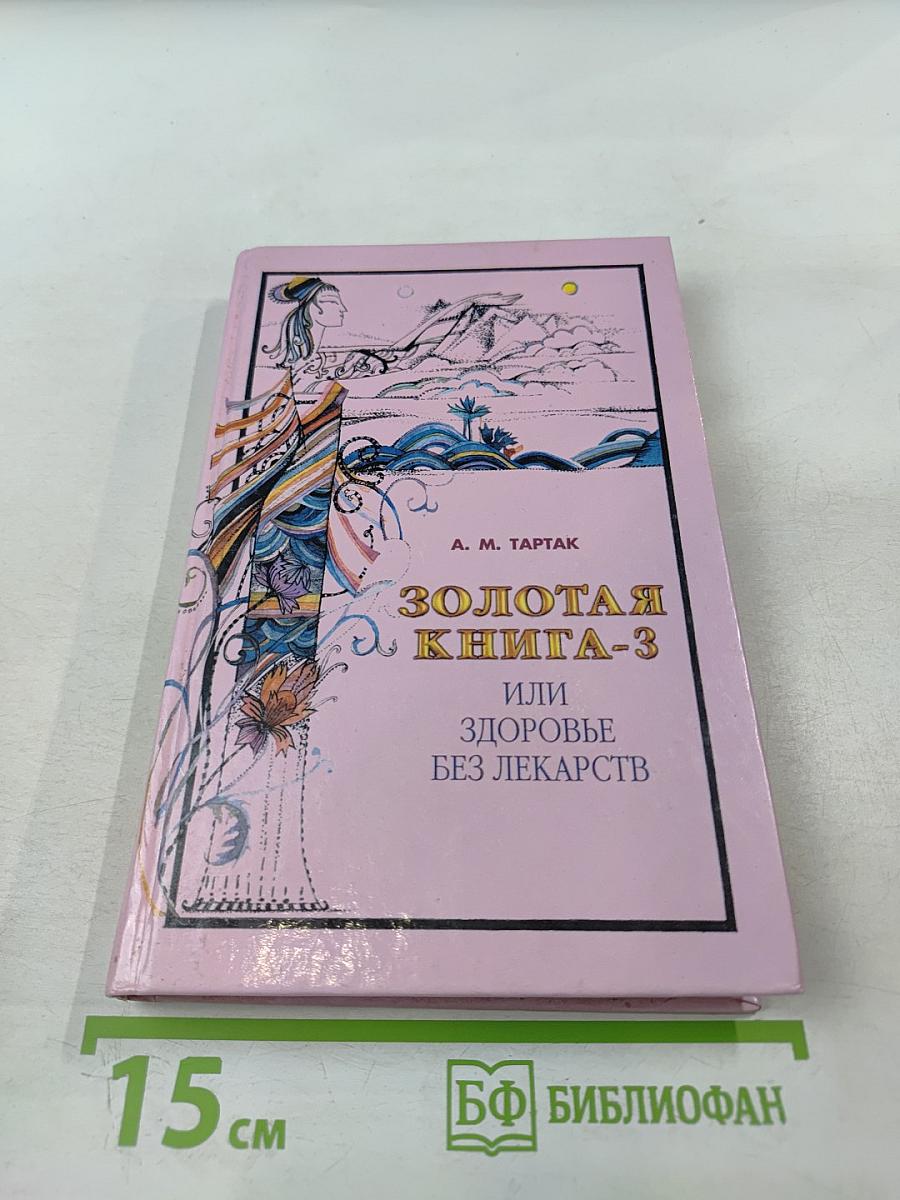 А. М. ТАРТАК
ЗОЛОТАЯ
КНИГА-3
ИЛИ
ЗДОРОВЬЕ
БЕЗ ЛЕКАРСТВ
15 см
БФ БИБЛИОФАН